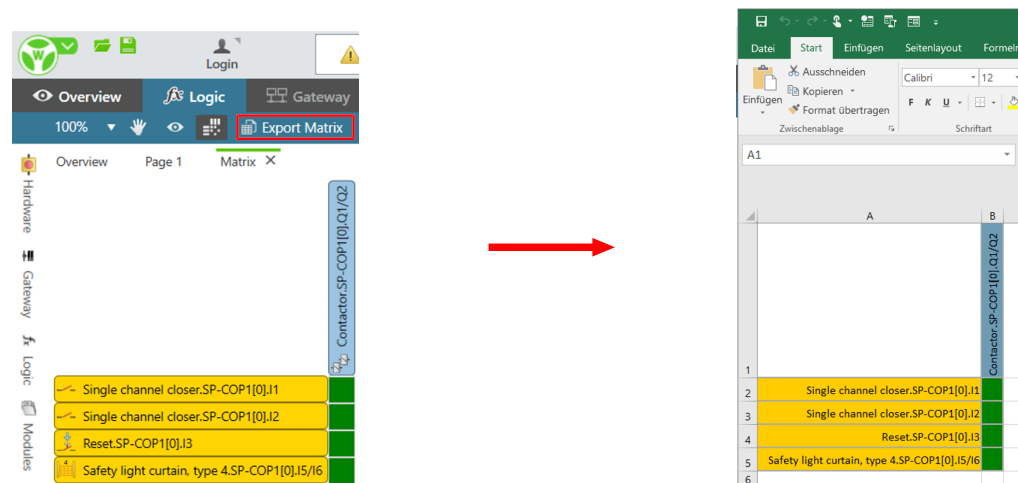 W
Login
Overview
Logic
Gateway
100%
Export Matrix
Overview
Page 1
Matrix
Hardware
Gateway
fx Logic
Modules
Contactor.SP-COP1[0].Q1/Q2
Single channel closer.SP-COP1[0].I1
Single channel closer.SP-COP1[0].I2
Reset.SP-COP1[0].I3
Safety light curtain, type 4.SP-COP1[0].I5/I6
Datei Start Einfügen Seitenlayout Formeln
Einfügen
Ausschneiden
Kopieren
Format übertragen
Zwischenablage
Calibri 12
F K U
Schriftart
A1
A B
1 Contactor.SP-COP1[0].Q1/Q2
2 Single channel closer.SP-COP1[0].I1
3 Single channel closer.SP-COP1[0].I2
4 Reset.SP-COP1[0].I3
5 Safety light curtain, type 4.SP-COP1[0].I5/I6
6